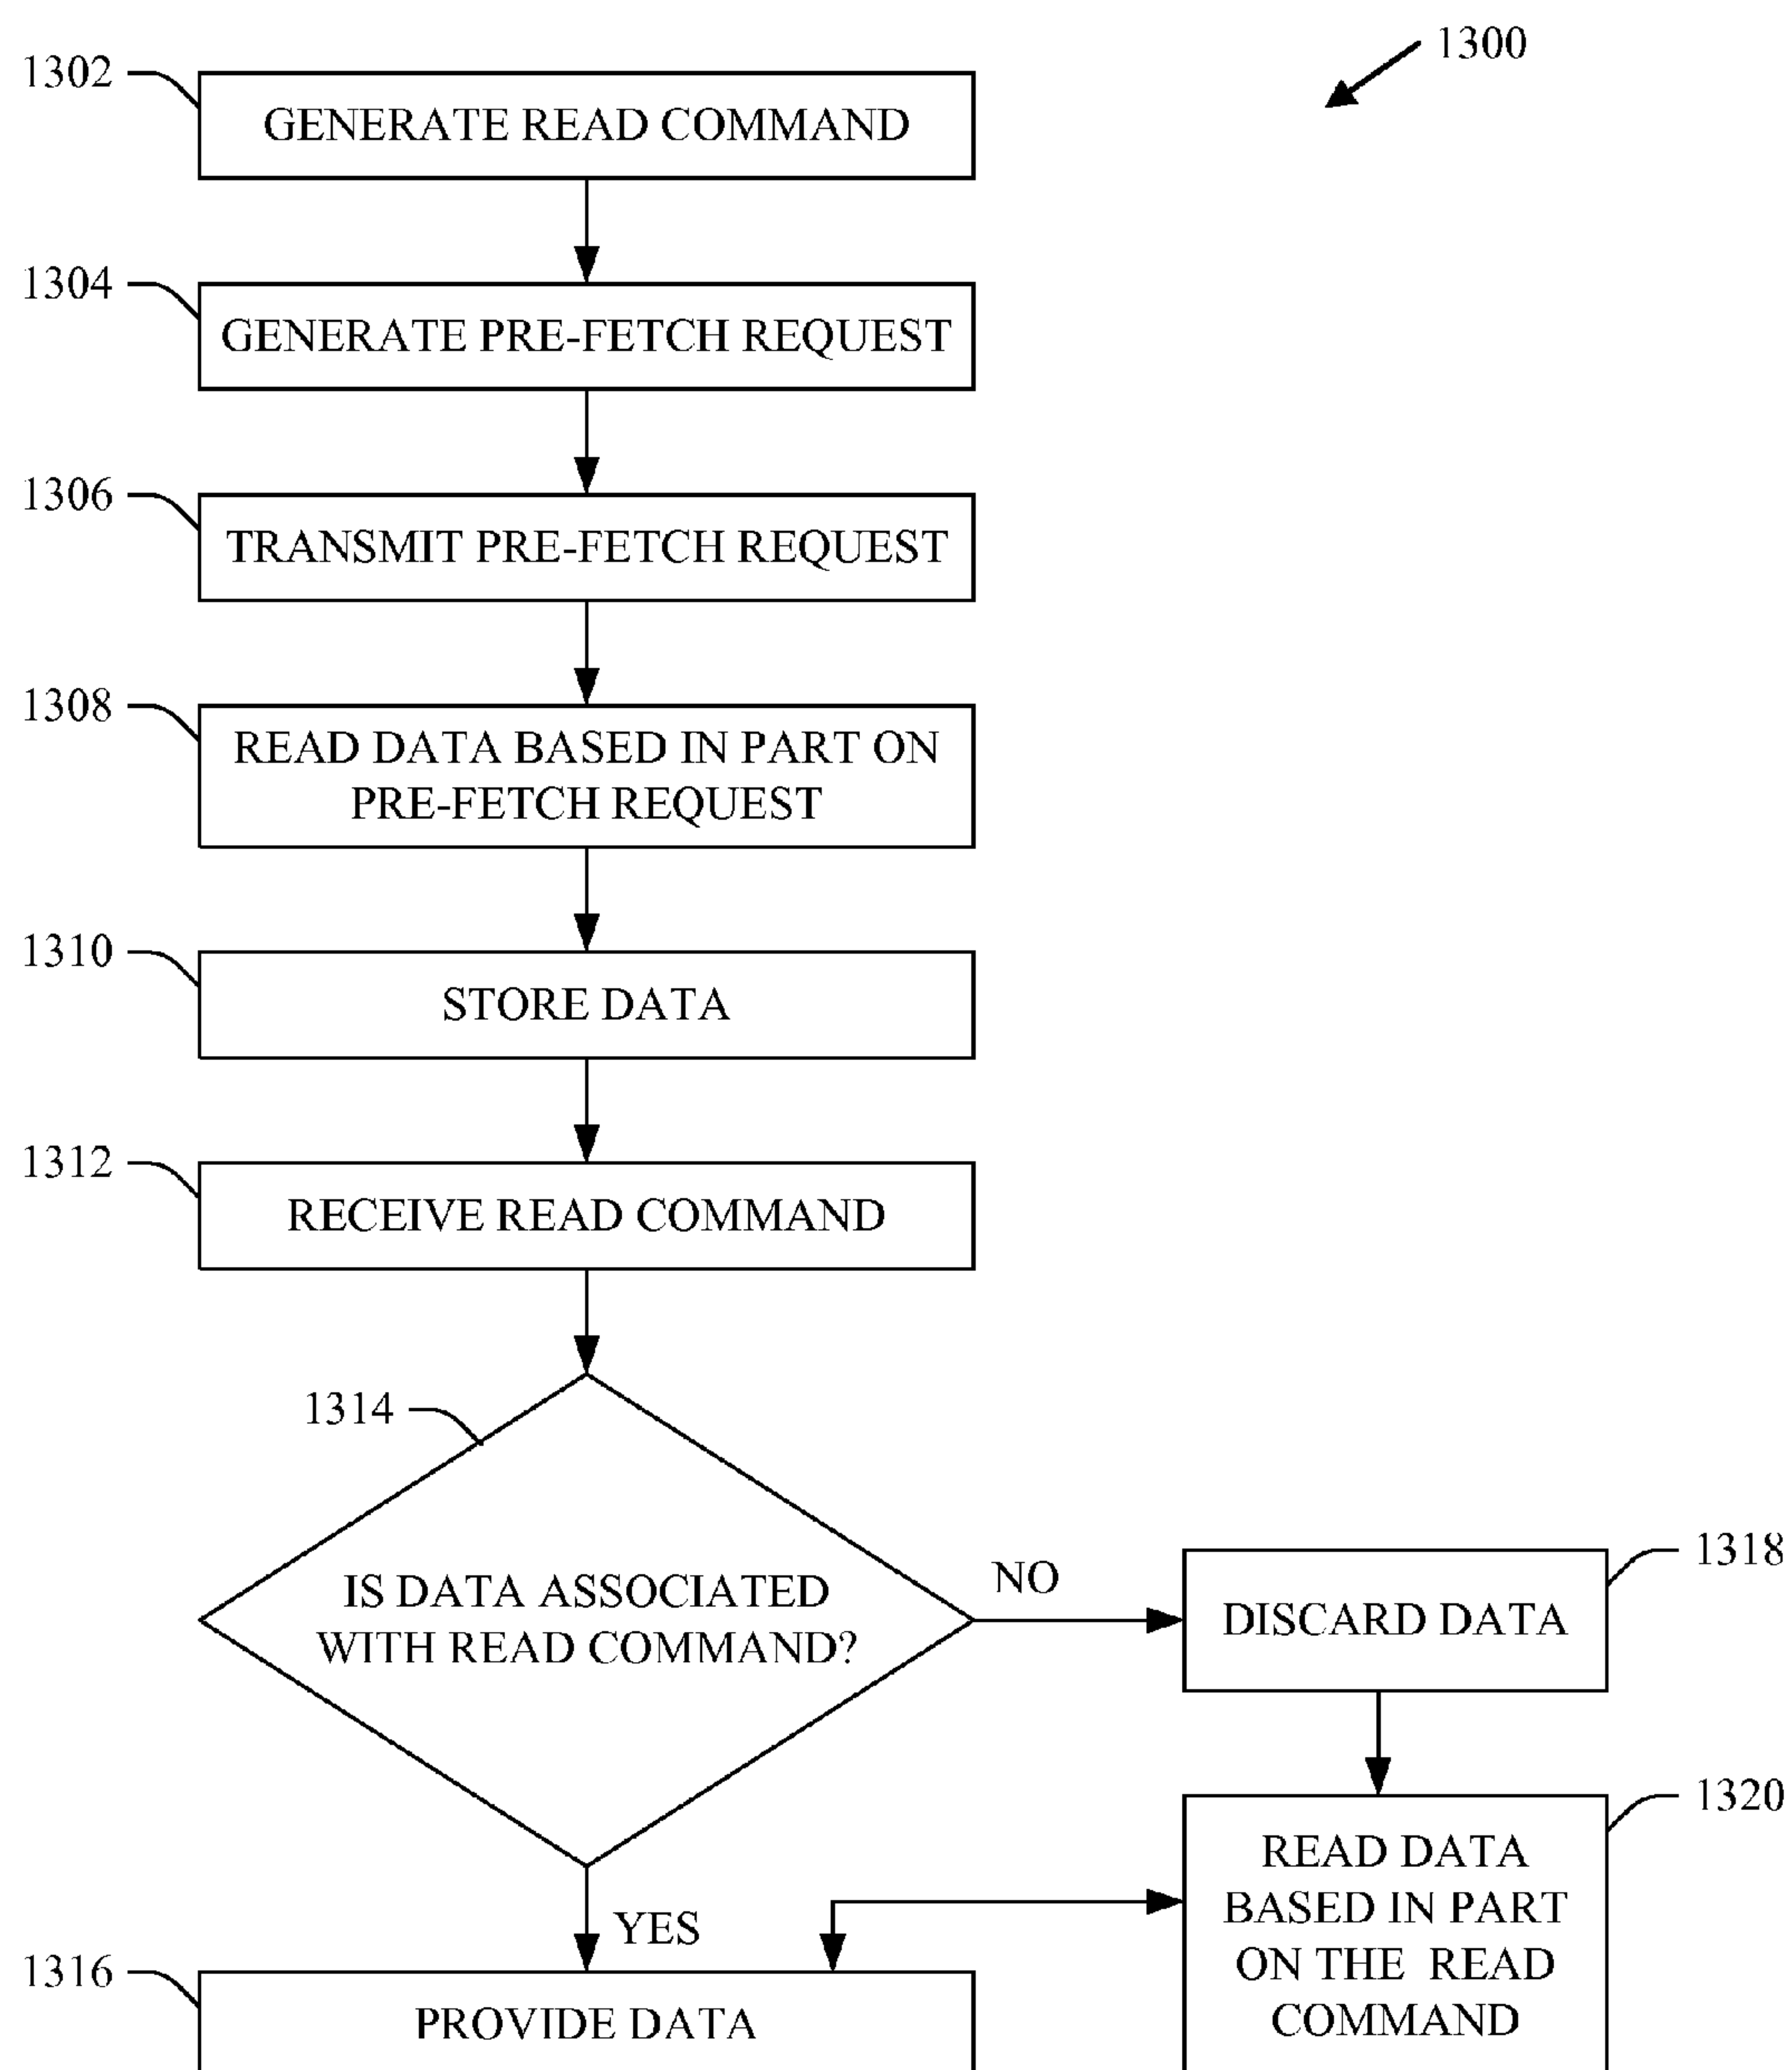 1300
1302
GENERATE READ COMMAND
1304
GENERATE PRE-FETCH REQUEST
1306
TRANSMIT PRE-FETCH REQUEST
1308
READ DATA BASED IN PART ON
PRE-FETCH REQUEST
1310
STORE DATA
1312
RECEIVE READ COMMAND
1314
IS DATA ASSOCIATED
WITH READ COMMAND?
NO
1318
DISCARD DATA
YES
1320
READ DATA
BASED IN PART
ON THE READ
COMMAND
1316
PROVIDE DATA